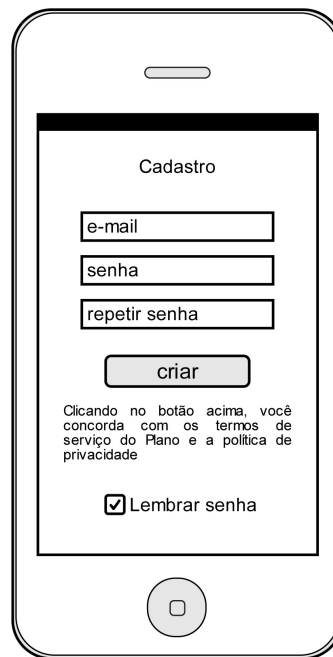 Cadastro
e-mail
senha
repetir senha
criar
Clicando no botão acima, você
concorda com os termos de
serviço do Plano e a política de
privacidade
Lembrar senha